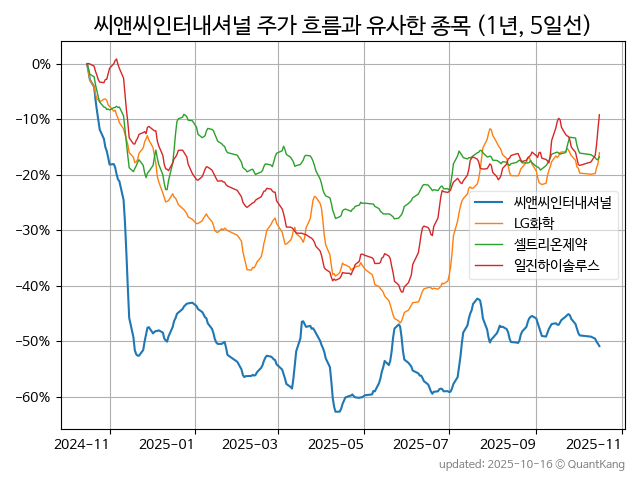 씨앤씨인터내셔널 주가 흐름과 유사한 종목 (1년, 5일선)
0%
−10%
−20%
−30%
−40%
−50%
−60%
씨앤씨인터내셔널
LG화학
셀트리온제약
일진하이솔루스
2024-11
2025-01
2025-03
2025-05
2025-07
2025-09
2025-11
updated: 2025-10-16 © QuantKang